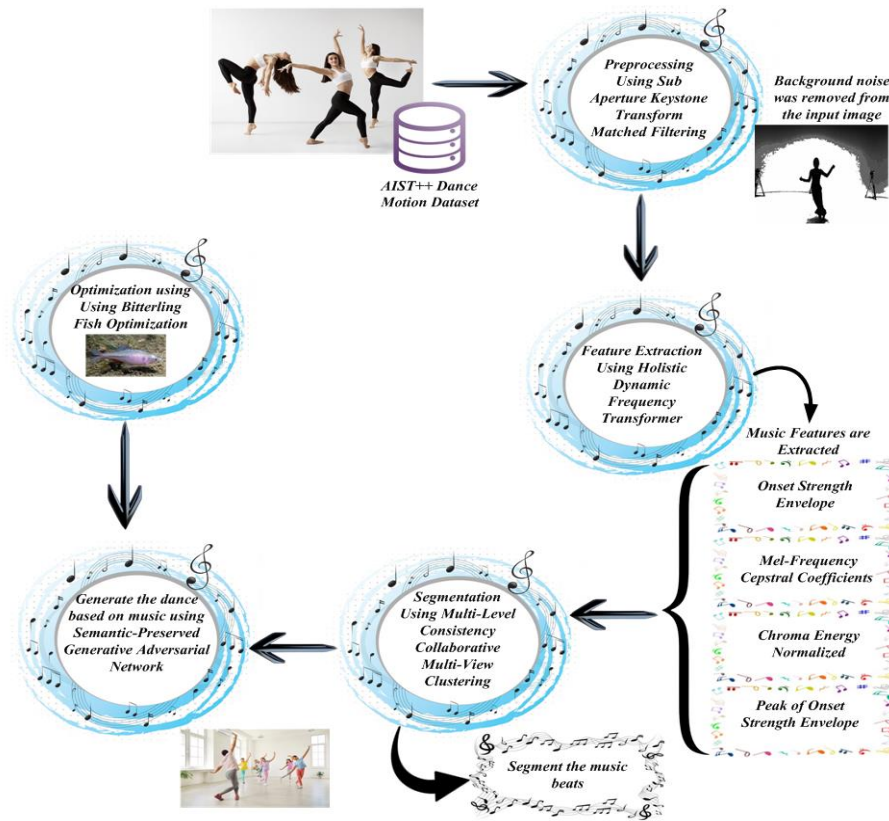 Preprocessing
Using Sub
Aperture Keystone
Transform
Matched Filtering
Background noise
was removed from
the input image
AIST++ Dance
Motion Dataset
Optimization using
Using Bitterling
Fish Optimization
Feature Extraction
Using Holistic
Dynamic
Frequency
Transformer
Music Features are
Extracted
Onset Strength
Envelope
Mel-Frequency
Cepstral Coefficients
Chroma Energy
Normalized
Peak of Onset
Strength Envelope
Segmentation
Using Multi-Level
Consistency
Collaborative
Multi-View
Clustering
Generate the dance
based on music using
Semantic-Preserved
Generative Adversarial
Network
Segment the music
beats